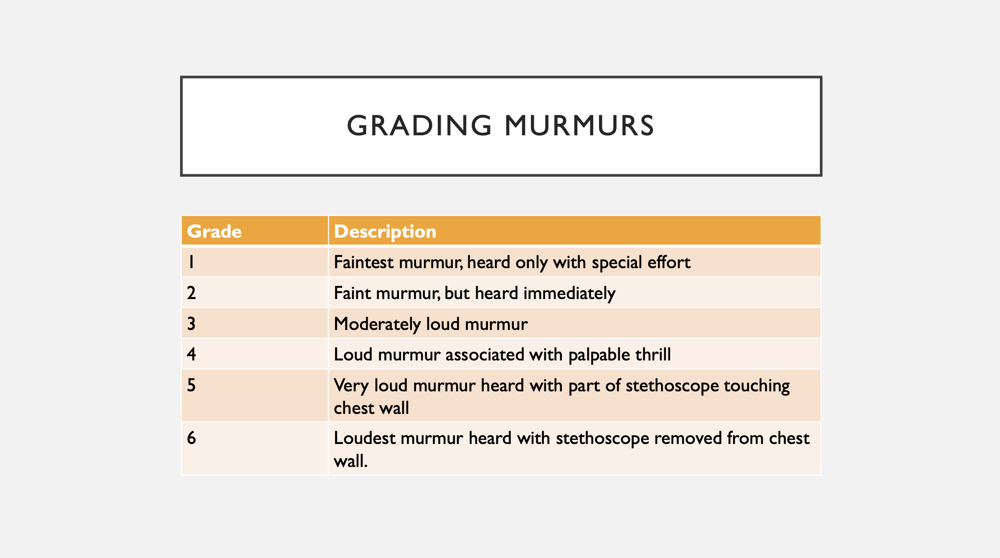 GRADING MURMURS
Grade Description
1 Faintest murmur, heard only with special effort
2 Faint murmur, but heard immediately
3 Moderately loud murmur
4 Loud murmur associated with palpable thrill
5 Very loud murmur heard with part of stethoscope touching
chest wall
6 Loudest murmur heard with stethoscope removed from chest
wall.